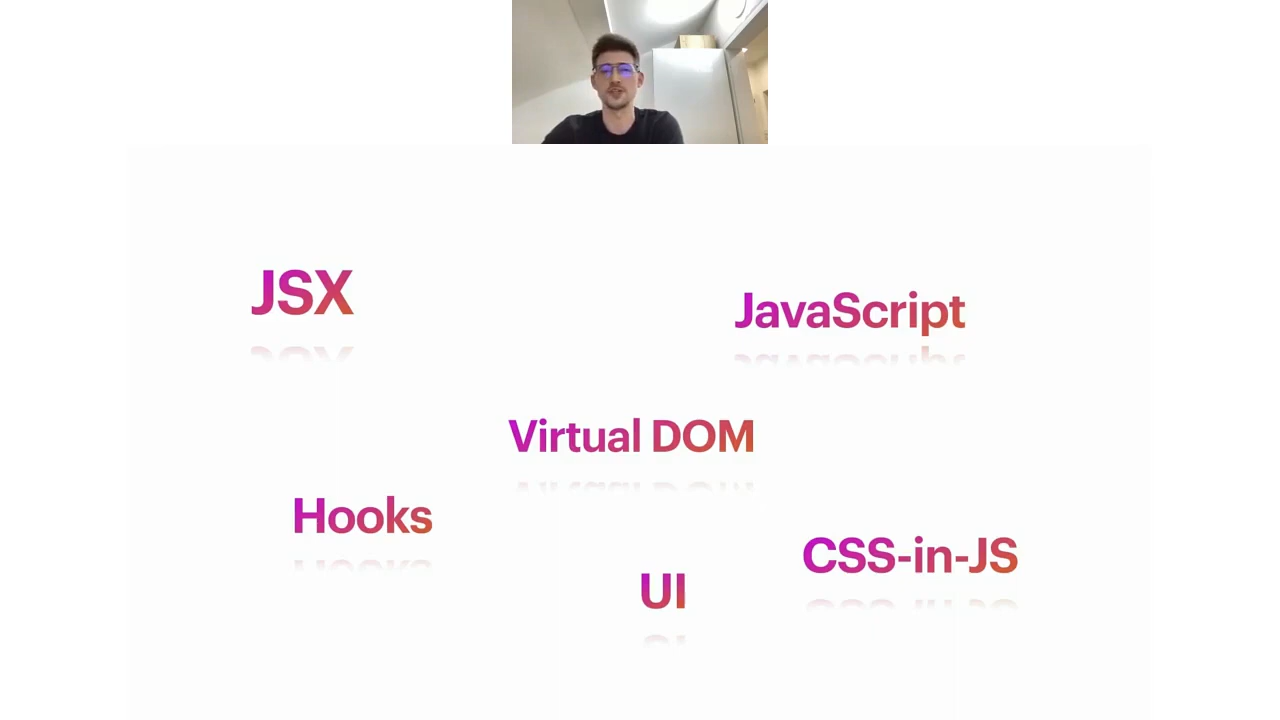 JSX
JavaScript
Virtual DOM
Hooks
CSS-in-JS
UI